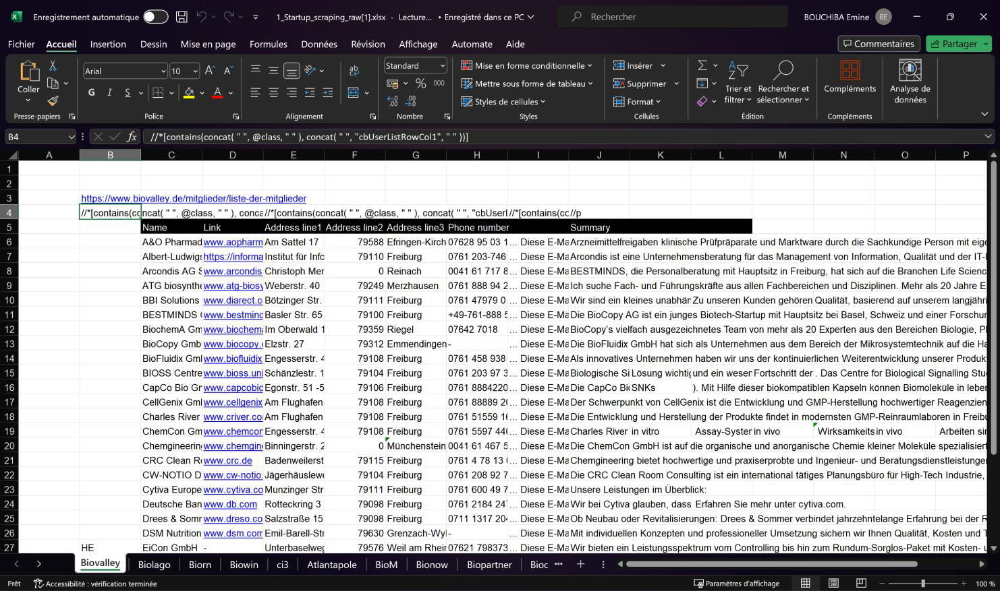 Enregistrement automatique 1_Startup_scraping_raw[1].xlsx - Lecture... • Enregistré dans ce PC Rechercher BOUCHIBA Emine BE
Fichier Accueil Insertion Dessin Mise en page Formules Données Révision Affichage Automate Aide Commentaires Partager
Coller Arial 10 Standard Mise en forme conditionnelle Insérer
Mettre sous forme de tableau Supprimer Trier et filtrer Rechercher et sélectionner Compléments Analyse de données
G I S Styles de cellules Format
Presse-papiers Police Alignement Nombre Styles Cellules Édition Compléments
B4 fx //*[contains(concat( " ", @class, " " ), concat( " ", "cbUserListRowCol1", " " ))]
A B C D E F G H I J K L M N O P
1
2
3 https://www.biovalley.de/mitglieder/liste-der-mitglieder
4 //*[contains(concat( " ", @class, " " ), conca //*[contains(concat( " ", @class, " " ), concat( " ", "cbUserl //*[contains(cc //p
5 Name Link Address line1 Address line2 Address line3 Phone number Summary
6 A&O Pharmad www.aopharm Am Sattel 17 79588 Efringen-Kirch 07628 95 03 1 ... Diese E-Ma Arzneimittelfreigaben klinische Prüfpräparate und Marktware durch die Sachkundige Person mit eige
7 Albert-Ludwigs https://informa Institut für Info 79110 Freiburg 0761 203-746 ... Diese E-Ma Arcondis ist eine Unternehmensberatung für das Management von Information, Qualität und der IT-
8 Arcondis AG S www.arcondis Christoph Mer 0 Reinach 0041 61 717 8 ... Diese E-Ma BESTMINDS, die Personalberatung mit Hauptsitz in Freiburg, hat sich auf die Branchen Life Scienc
9 ATG biosynthe www.atg-biosy Weberstr. 40 79249 Merzhausen 0761 888 94 2 ... Diese E-Ma Ich suche Fach- und Führungskräfte aus allen Fachbereichen und Disziplinen. Mehr als 20 Jahre E
10 BBI Solutions www.diarect.c Bötzinger Str. 79111 Freiburg 0761 47979 0 ... Diese E-Ma Wir sind ein kleines unabhär Zu unseren Kunden gehören Qualität, basierend auf unserem langjähri
11 BESTMINDS www.bestmind Basler Str. 65 79100 Freiburg +49-761-888 5 ... Diese E-Ma Die BioCopy AG ist ein junges Biotech-Startup mit Hauptsitz bei Basel, Schweiz und einer Forschur
12 BiochemA Gm www.biochema Im Oberwald 1 79359 Riegel 07642 7018 ... Diese E-Ma BioCopy's vielfach ausgezeichnetes Team von mehr als 20 Experten aus den Bereichen Biologie, P
13 BioCopy Gmb www.biocopy. Elzstr. 27 79312 Emmendingen - ... Diese E-Ma Die BioFluidix GmbH hat sich als Unternehmen aus dem Bereich der Mikrosystemtechnik auf die Ha
14 BioFluidix Gml www.biofluidix Engesserstr. 4 79108 Freiburg 0761 458 938 ... Diese E-Ma Als innovatives Unternehmen haben wir uns der kontinuierlichen Weiterentwicklung unserer Produk
15 BIOSS Centre www.bioss.uni Schänzlestr. 1 79104 Freiburg 0761 203 97 3 ... Diese E-Ma Biologische Si Lösung wichtig und ein weser Fortschritt der . Das Centre for Biological Signalling Stu
16 CapCo Bio Gr www.capcobic Egonstr. 51 -5 79106 Freiburg 0761 8884220 ... Diese E-Ma Die CapCo Bi SNKs ). Mit Hilfe dieser biokompatiblen Kapseln können Biomoleküle in leber
17 CellGenix Gml www.cellgenix Am Flughafen 79108 Freiburg 0761 88889 20 ... Diese E-Ma Der Schwerpunkt von CellGenix ist die Entwicklung und GMP-Herstellung hochwertiger Reagenzien
18 Charles River www.criver.co Am Flughafen 79108 Freiburg 0761 51559 16 ... Diese E-Ma Die Entwicklung und Herstellung der Produkte findet in modernsten GMP-Reinraumlaboren in Freibu
19 ChemCon Gm www.chemcon Engesserstr. 4 79108 Freiburg 0761 5597 440 ... Diese E-Ma Charles River in vitro Assay-Syster in vivo Wirksamkeits in vivo Arbeiten sir
20 Chemgineering www.chemgine Binningerstr. 2 0 Münchenstein 0041 61 467 5 ... Diese E-Ma Die ChemCon GmbH ist auf die organische und anorganische Chemie kleiner Moleküle spezialisiert
21 CRC Clean R www.crc.de Badenweilerst 79115 Freiburg 0761 4 78 13 ... Diese E-Ma Chemgineering bietet hochwertige und praxiserprobte und Ingenieur- und Beratungsdienstleistunger
22 CW-NOTIO D www.cw-notio. Jägerhäuslewe 79104 Freiburg 0761 208 92 7 ... Diese E-Ma Die CRC Clean Room Consulting ist ein international tätiges Planungsbüro für High-Tech Industrie,
23 Cytiva Europe www.cytiva.co Munzinger Str 79111 Freiburg 0761 600 49 7 ... Diese E-Ma Unsere Leistungen im Überblick:
24 Deutsche Ban www.db.com Rotteckring 3 79098 Freiburg 0761 2184 247 ... Diese E-Ma Wir bei Cytiva glauben, dass Erfahren Sie mehr unter cytiva.com.
25 Drees & Somr www.dreso.co Salzstraße 15 79098 Freiburg 0711 1317 204 ... Diese E-Ma Ob Neubau oder Revitalisierungen: Drees & Sommer verbindet jahrzehntelange Erfahrung bei der R
26 DSM Nutrition www.dsm.com Emil-Barell-Str 79630 Grenzach-Wyl - ... Diese E-Ma Mit individuellen Konzepten und professioneller Umsetzung sichern wir Ihnen Qualität, Kosten und T
27 HE EiCon GmbH - Unterbaselweg 79576 Weil am Rhein 07621 798373 ... Diese E-Ma Wir bieten ein Leistungsspektrum vom Controlling bis hin zum Rundum-Sorglos-Paket mit Kosten- u
Biovalley Biolago Biorn Biowin ci3 Atlantapole BioM Bionow Biopartner Bioc
Prêt Accessibilité : vérification terminée Paramètres d'affichage 100 %